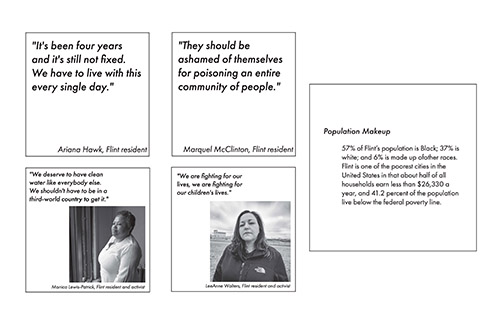 "It's been four years
and it's still not fixed.
We have to live with this
every single day."
Ariana Hawk, Flint resident
"They should be
ashamed of themselves
for poisoning an entire
community of people."
Marquel McClinton, Flint resident
"We deserve to have clean
water like everybody else.
We shouldn't have to be in a
third-world country to get it."
Monica Lewis-Patrick, Flint resident and activist
"We are fighting for our
lives, we are fighting for
our children's lives."
LeeAnne Walters, Flint resident and activist
Population Makeup
57% of Flint's population is Black; 37% is
white; and 6% is made up ofother races.
Flint is one of the poorest cities in the
United States in that about half of all
households earn less than $26,330 a
year, and 41.2 percent of the population
live below the federal poverty line.